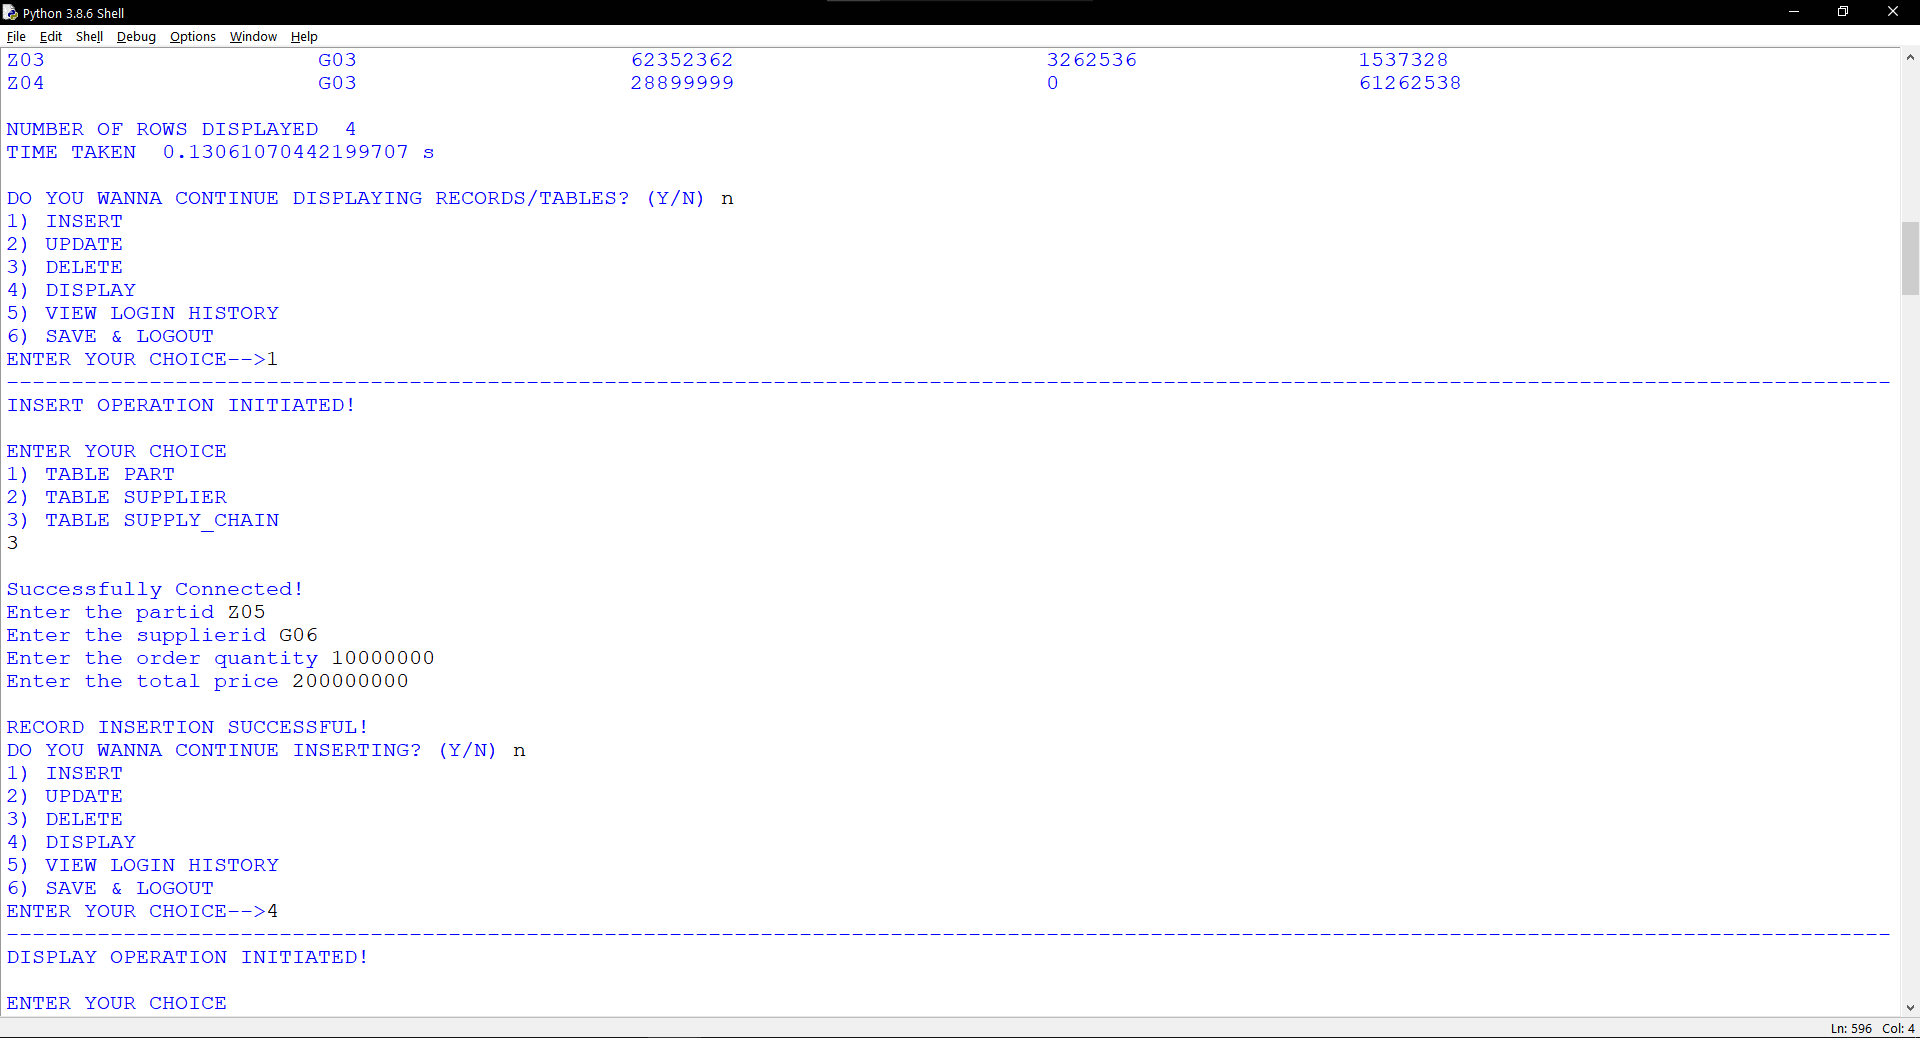 Python 3.8.6 Shell
File Edit Shell Debug Options Window Help
Z03 G03 62352362 3262536 1537328
Z04 G03 28899999 0 61262538
NUMBER OF ROWS DISPLAYED  4
TIME TAKEN  0.13061070442199707 s
DO YOU WANNA CONTINUE DISPLAYING RECORDS/TABLES? (Y/N) n
1) INSERT
2) UPDATE
3) DELETE
4) DISPLAY
5) VIEW LOGIN HISTORY
6) SAVE & LOGOUT
ENTER YOUR CHOICE-->1
-------------------------------------------------------------------------------------------------------------------------------------------------
INSERT OPERATION INITIATED!
ENTER YOUR CHOICE
1) TABLE PART
2) TABLE SUPPLIER
3) TABLE SUPPLY_CHAIN
3
Successfully Connected!
Enter the partid Z05
Enter the supplierid G06
Enter the order quantity 10000000
Enter the total price 200000000
RECORD INSERTION SUCCESSFUL!
DO YOU WANNA CONTINUE INSERTING? (Y/N) n
1) INSERT
2) UPDATE
3) DELETE
4) DISPLAY
5) VIEW LOGIN HISTORY
6) SAVE & LOGOUT
ENTER YOUR CHOICE-->4
-------------------------------------------------------------------------------------------------------------------------------------------------
DISPLAY OPERATION INITIATED!
ENTER YOUR CHOICE
Ln: 596 Col: 4